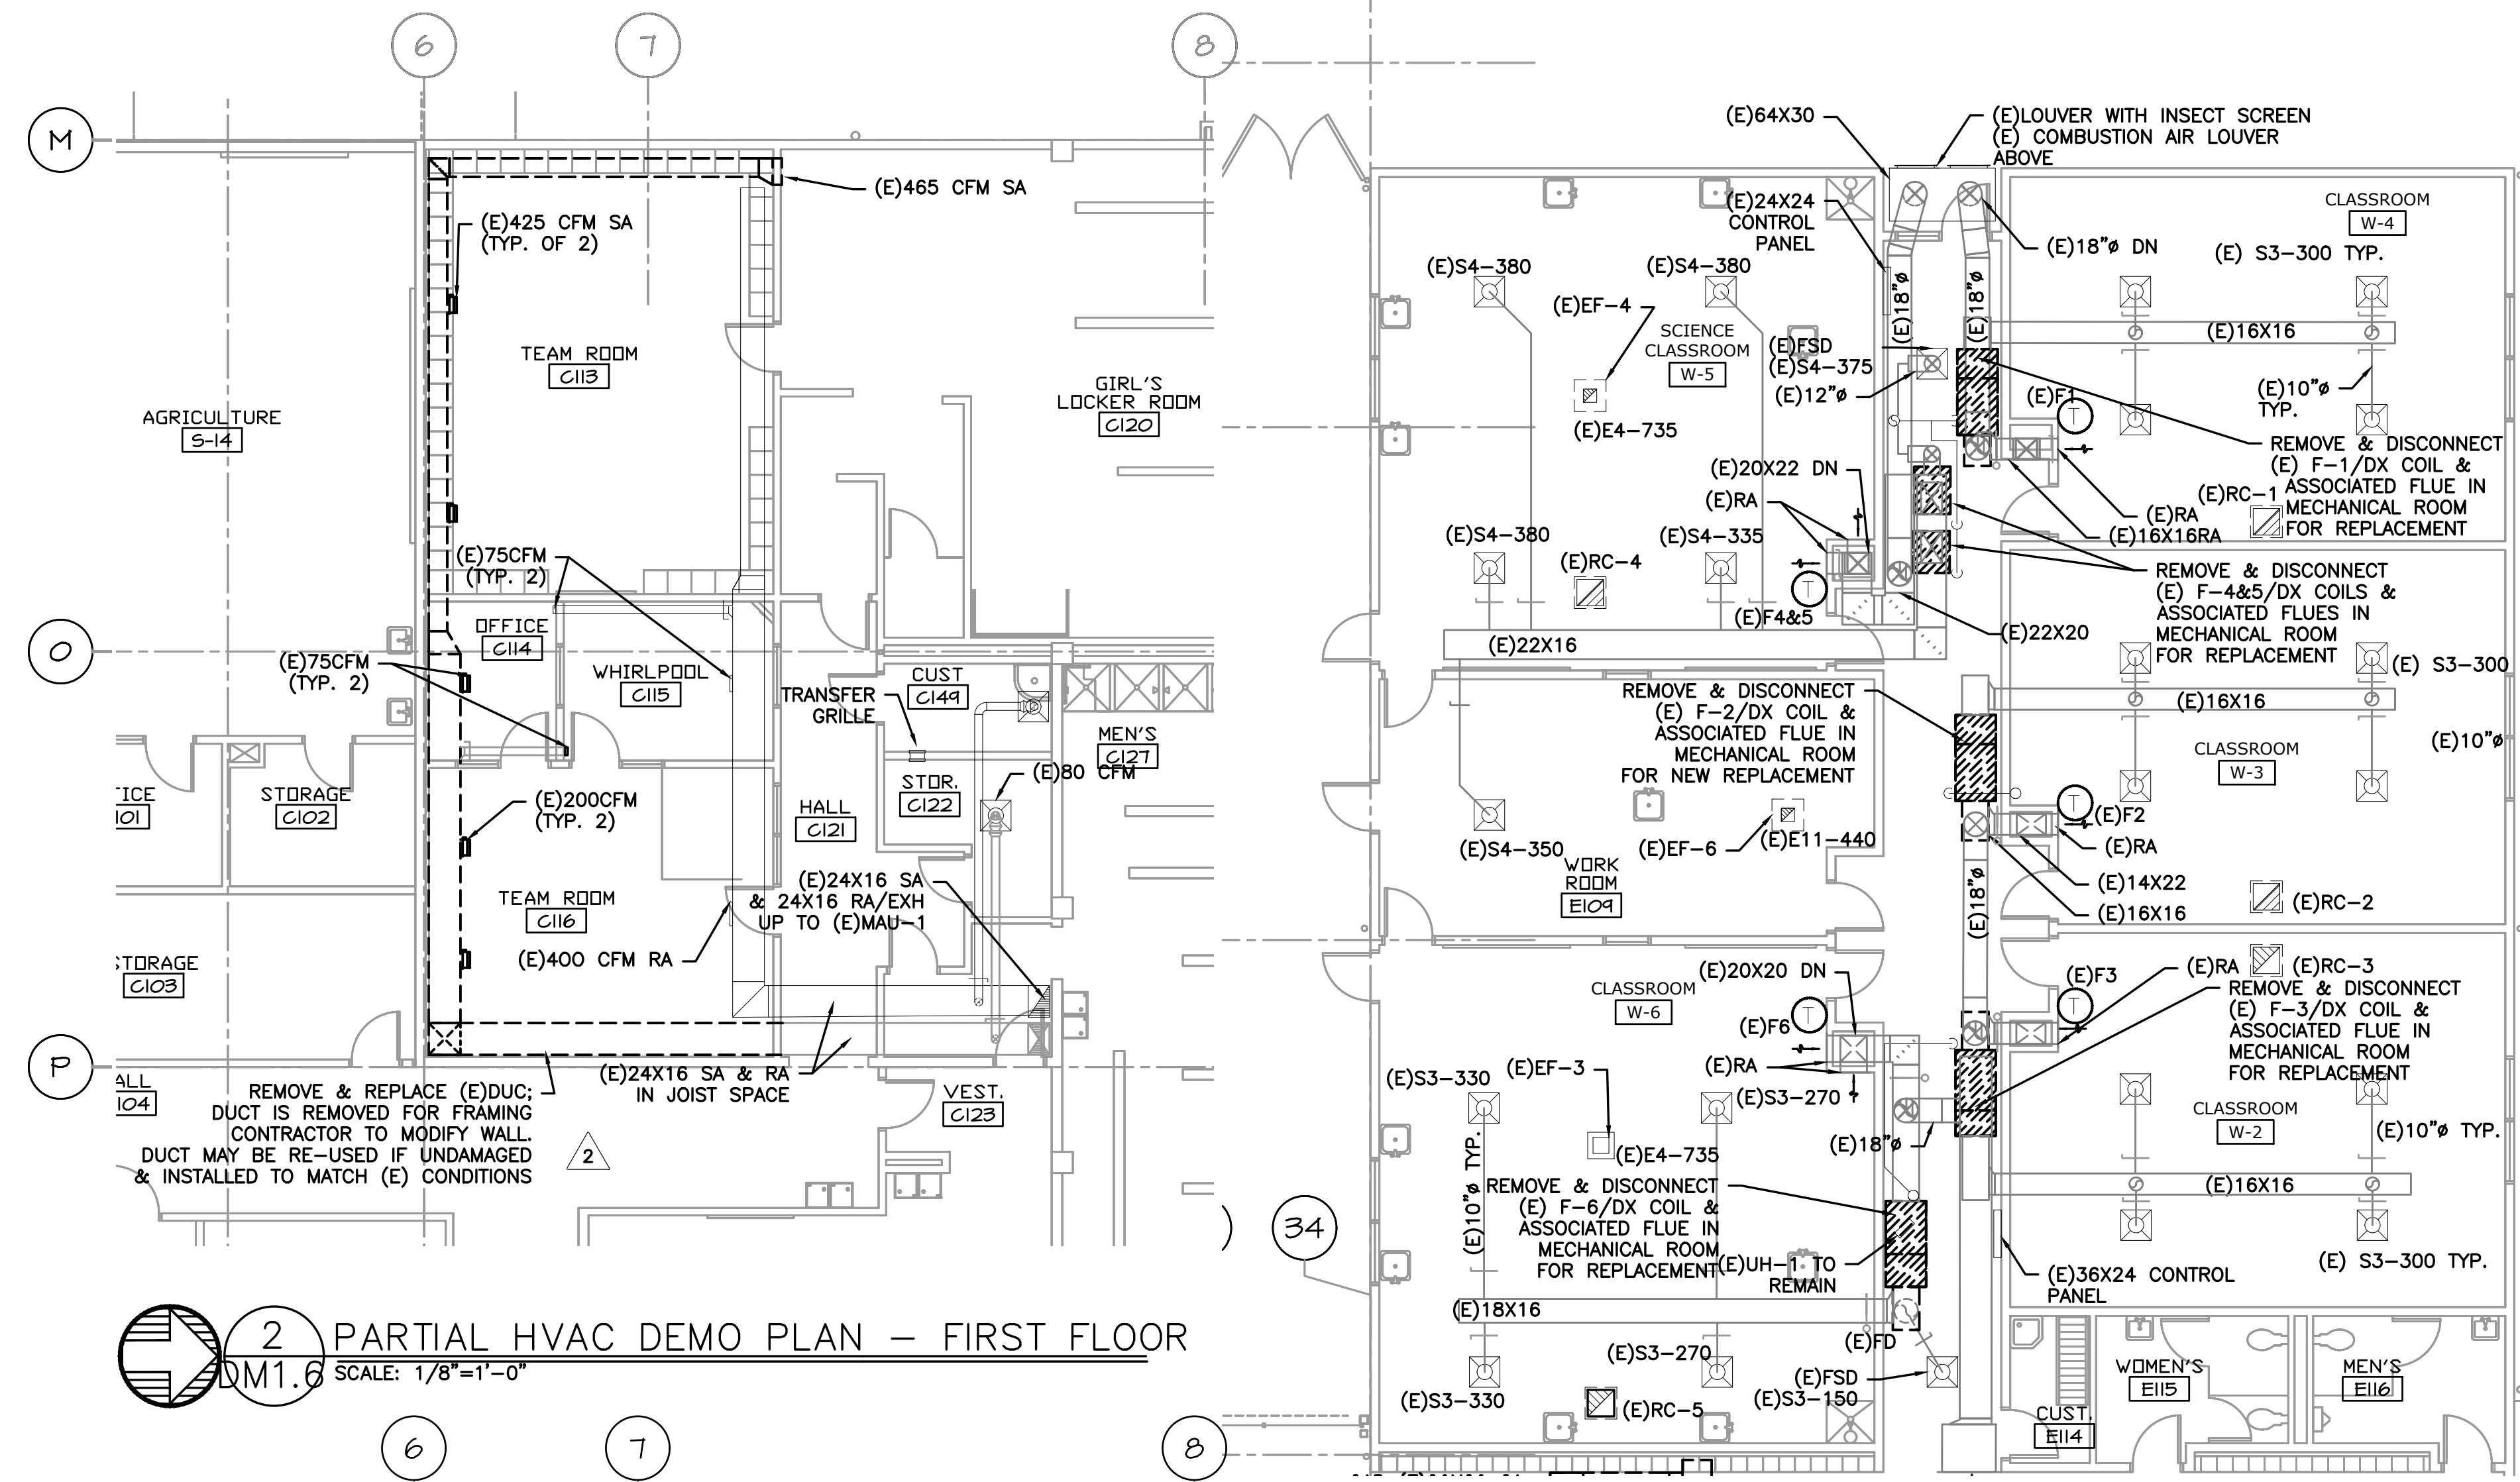 6
7
8
M
O
P
(E)465 CFM SA
(E)425 CFM SA
(TYP. OF 2)
TEAM ROOM
C113
AGRICULTURE
S-14
GIRL'S
LOCKER ROOM
C120
(E)75CFM
(TYP. 2)
OFFICE
C114
WHIRLPOOL
C115
(E)75CFM
(TYP. 2)
TRANSFER
GRILLE
CUST
C149
MEN'S
C127
STOR.
C122
(E)80 CFM
HALL
C121
STORAGE
C102
(E)200CFM
(TYP. 2)
TEAM ROOM
C116
(E)24X16 SA
& 24X16 RA/EXH
UP TO (E)MAU-1
(E)400 CFM RA
STORAGE
C103
(E)24X16 SA & RA
IN JOIST SPACE
VEST.
C123
REMOVE & REPLACE (E)DUC;
DUCT IS REMOVED FOR FRAMING
CONTRACTOR TO MODIFY WALL.
DUCT MAY BE RE-USED IF UNDAMAGED
& INSTALLED TO MATCH (E) CONDITIONS
2
2
DM1.6
PARTIAL HVAC DEMO PLAN - FIRST FLOOR
SCALE: 1/8"=1'-0"
6
7
8
34
(E)64X30
(E)LOUVER WITH INSECT SCREEN
(E) COMBUSTION AIR LOUVER
ABOVE
(E)24X24
CONTROL
PANEL
(E)18"ø DN
CLASSROOM
W-4
(E) S3-300 TYP.
(E)S4-380
(E)S4-380
(E)EF-4
SCIENCE
CLASSROOM
W-5
(E)18"ø
(E)18"ø
(E)16X16
(E)FSD
(E)S4-375
(E)12"ø
(E)10"ø
TYP.
(E)F1
T
(E)E4-735
REMOVE & DISCONNECT
(E) F-1/DX COIL &
ASSOCIATED FLUE IN
MECHANICAL ROOM
FOR REPLACEMENT
(E)20X22 DN
(E)RA
(E)RC-1
(E)RA
(E)16X16RA
(E)S4-380
(E)S4-335
(E)RC-4
T
(E)F4&5
REMOVE & DISCONNECT
(E) F-4&5/DX COILS &
ASSOCIATED FLUES IN
MECHANICAL ROOM
FOR REPLACEMENT
(E)22X20
(E)22X16
(E) S3-300
(E)16X16
REMOVE & DISCONNECT
(E) F-2/DX COIL &
ASSOCIATED FLUE IN
MECHANICAL ROOM
FOR NEW REPLACEMENT
CLASSROOM
W-3
(E)10"ø
T
(E)F2
(E)RA
(E)14X22
(E)16X16
(E)RC-2
(E)S4-350
(E)EF-6
(E)E11-440
WORK
ROOM
E109
(E)18"ø
(E)20X20 DN
CLASSROOM
W-6
T
(E)F6
(E)RA
(E)F3
T
(E)RA
(E)RC-3
REMOVE & DISCONNECT
(E) F-3/DX COIL &
ASSOCIATED FLUE IN
MECHANICAL ROOM
FOR REPLACEMENT
(E)S3-330
(E)EF-3
(E)S3-270
(E)18"ø
(E)E4-735
CLASSROOM
W-2
(E)10"ø TYP.
(E)10"ø TYP.
REMOVE & DISCONNECT
(E) F-6/DX COIL &
ASSOCIATED FLUE IN
MECHANICAL ROOM
FOR REPLACEMENT
(E)UH-1 TO
REMAIN
(E)16X16
(E) S3-300 TYP.
(E)36X24 CONTROL
PANEL
(E)18X16
(E)FD
(E)S3-270
(E)FSD
(E)S3-150
(E)S3-330
(E)RC-5
WOMEN'S
E115
MEN'S
E116
CUST.
E114